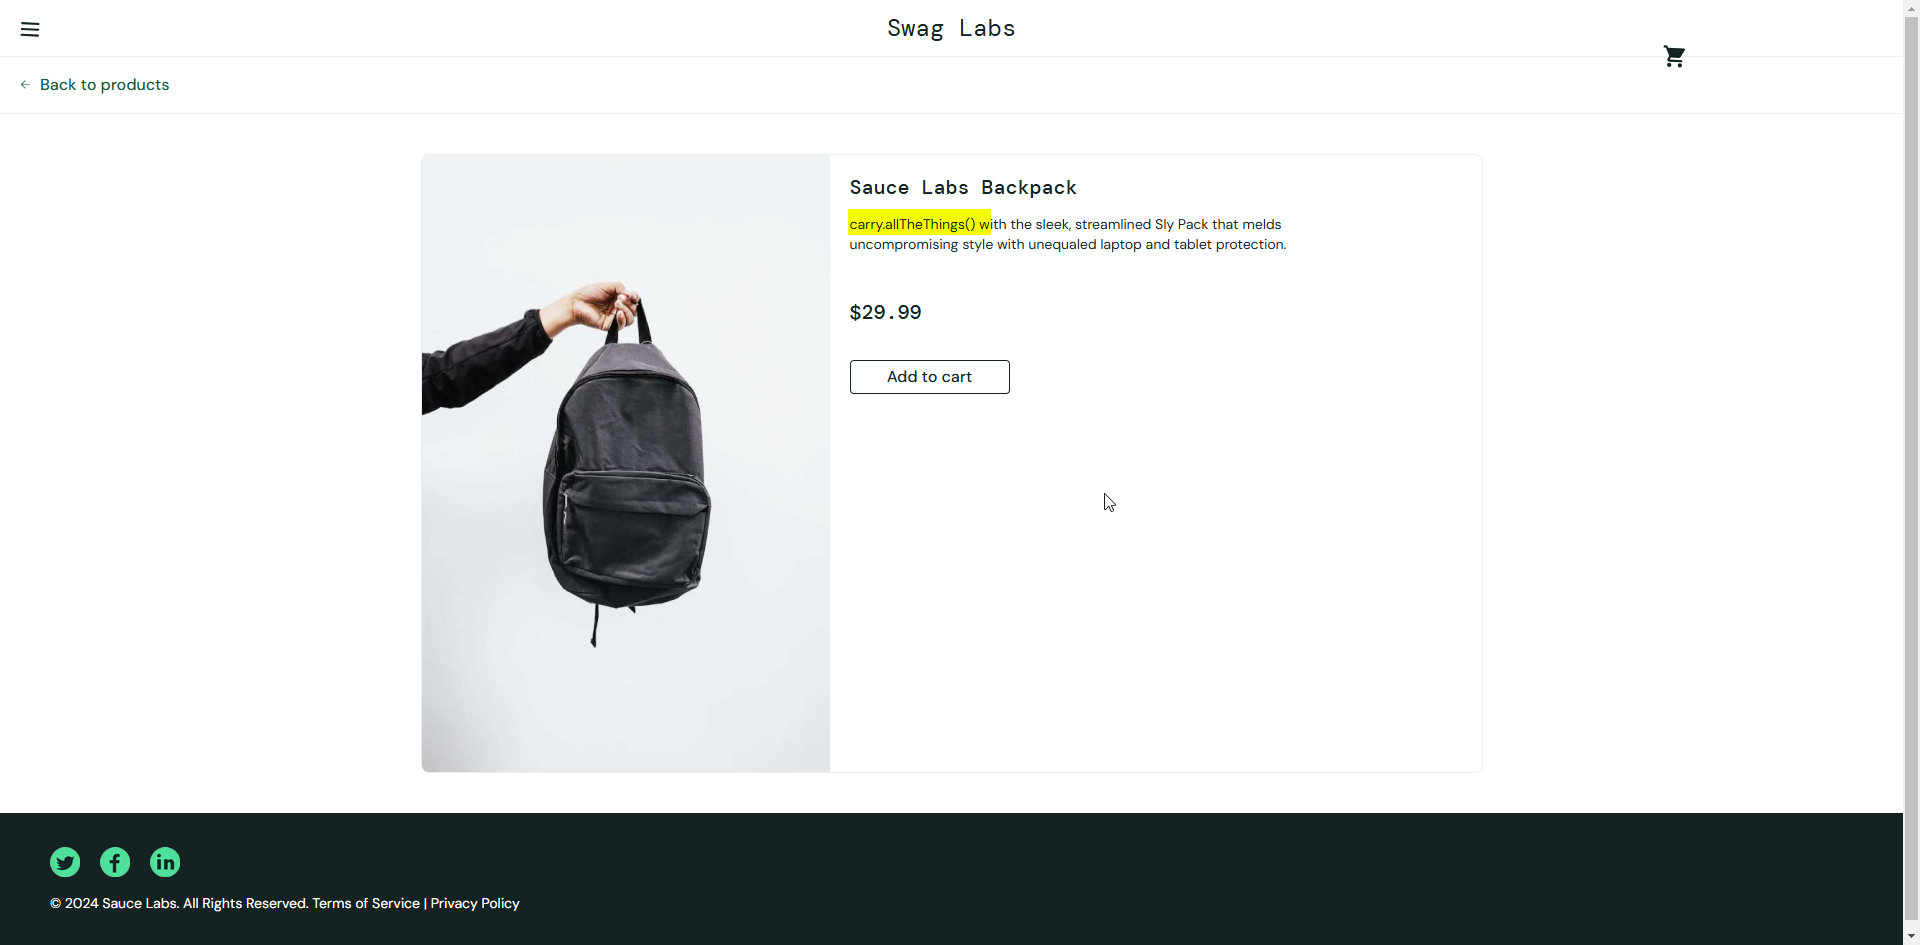 Swag Labs
Back to products
Sauce Labs Backpack
carry.allTheThings() with the sleek, streamlined Sly Pack that melds
uncompromising style with unequaled laptop and tablet protection.
$29.99
Add to cart
© 2024 Sauce Labs. All Rights Reserved. Terms of Service | Privacy Policy